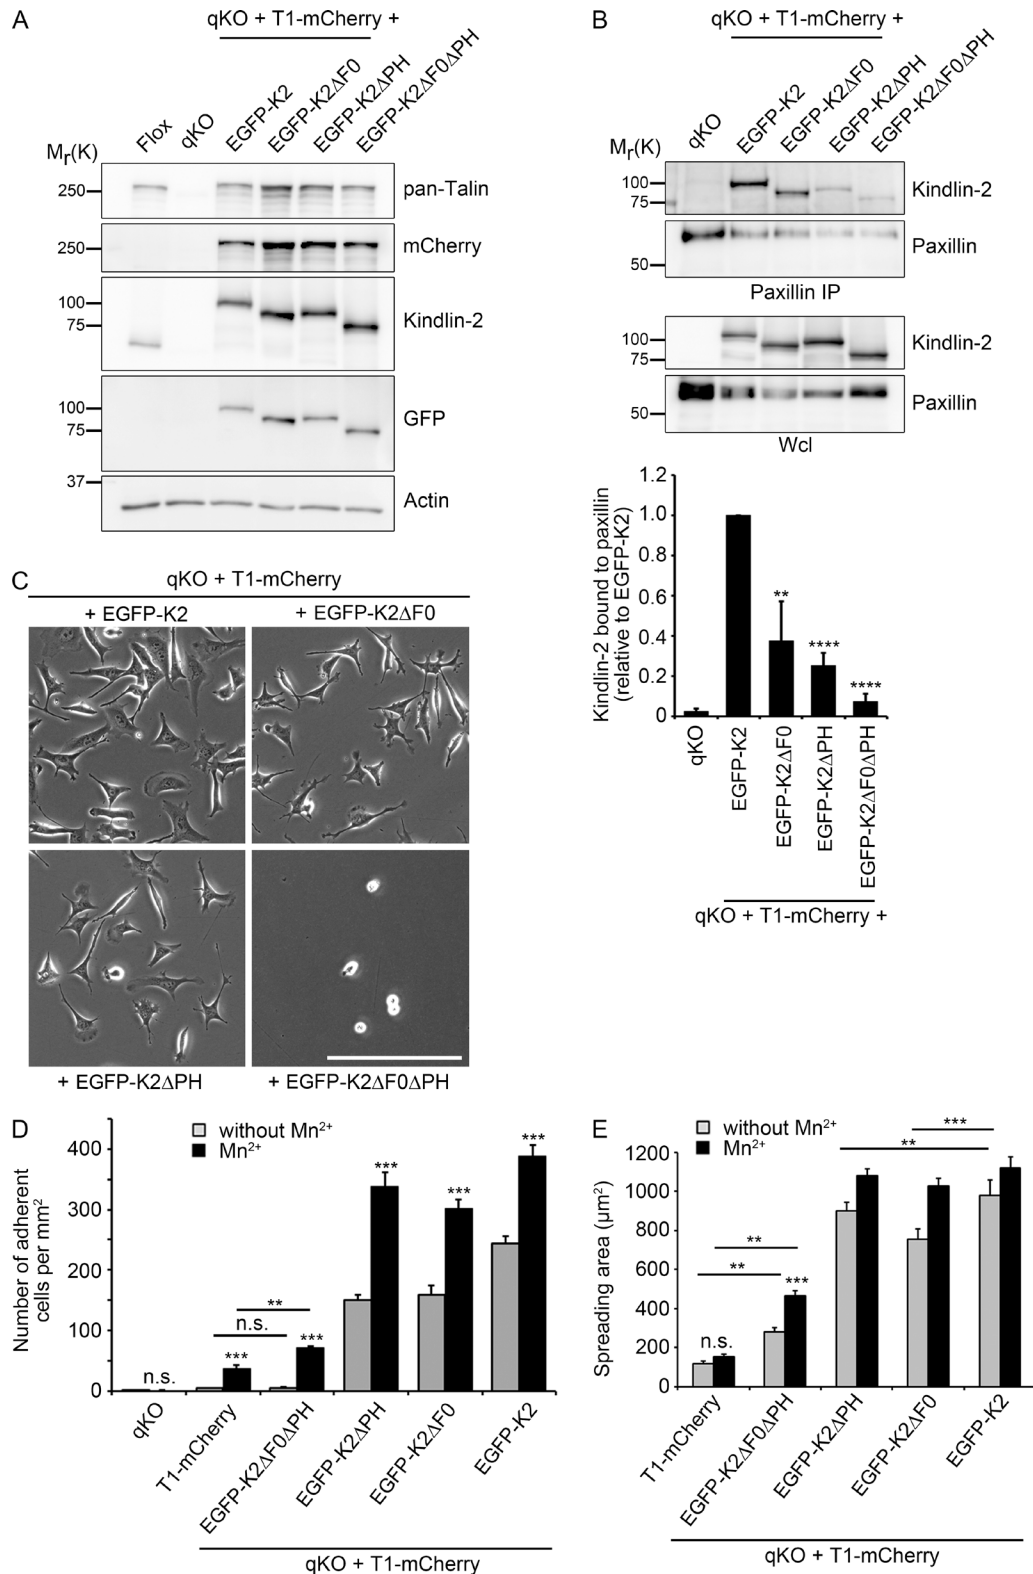 A
qKO + T1-mCherry +
Flox
qKO
EGFP-K2
EGFP-K2ΔF0
EGFP-K2ΔPH
EGFP-K2ΔF0ΔPH
Mr(K)
250
pan-Talin
250
mCherry
100
75
Kindlin-2
100
75
GFP
37
Actin
B
qKO + T1-mCherry +
qKO
EGFP-K2
EGFP-K2ΔF0
EGFP-K2ΔPH
EGFP-K2ΔF0ΔPH
Mr(K)
100
75
Kindlin-2
Paxillin
50
Paxillin IP
100
75
Kindlin-2
Paxillin
50
Wcl
Kindlin-2 bound to paxillin
(relative to EGFP-K2)
1.2
1.0
0.8
0.6
0.4
0.2
0
**
****
****
qKO
EGFP-K2
EGFP-K2ΔF0
EGFP-K2ΔPH
EGFP-K2ΔF0ΔPH
qKO + T1-mCherry +
C
qKO + T1-mCherry
+ EGFP-K2
+ EGFP-K2ΔF0
+ EGFP-K2ΔPH
+ EGFP-K2ΔF0ΔPH
D
without Mn²⁺
Mn²⁺
Number of adherent
cells per mm²
400
300
200
100
0
n.s.
***
n.s.
**
***
***
***
***
qKO
T1-mCherry
EGFP-K2ΔF0ΔPH
EGFP-K2ΔPH
EGFP-K2ΔF0
EGFP-K2
qKO + T1-mCherry
E
without Mn²⁺
Mn²⁺
Spreading area (μm²)
1200
1000
800
600
400
200
0
n.s.
**
**
***
**
***
T1-mCherry
EGFP-K2ΔF0ΔPH
EGFP-K2ΔPH
EGFP-K2ΔF0
EGFP-K2
qKO + T1-mCherry